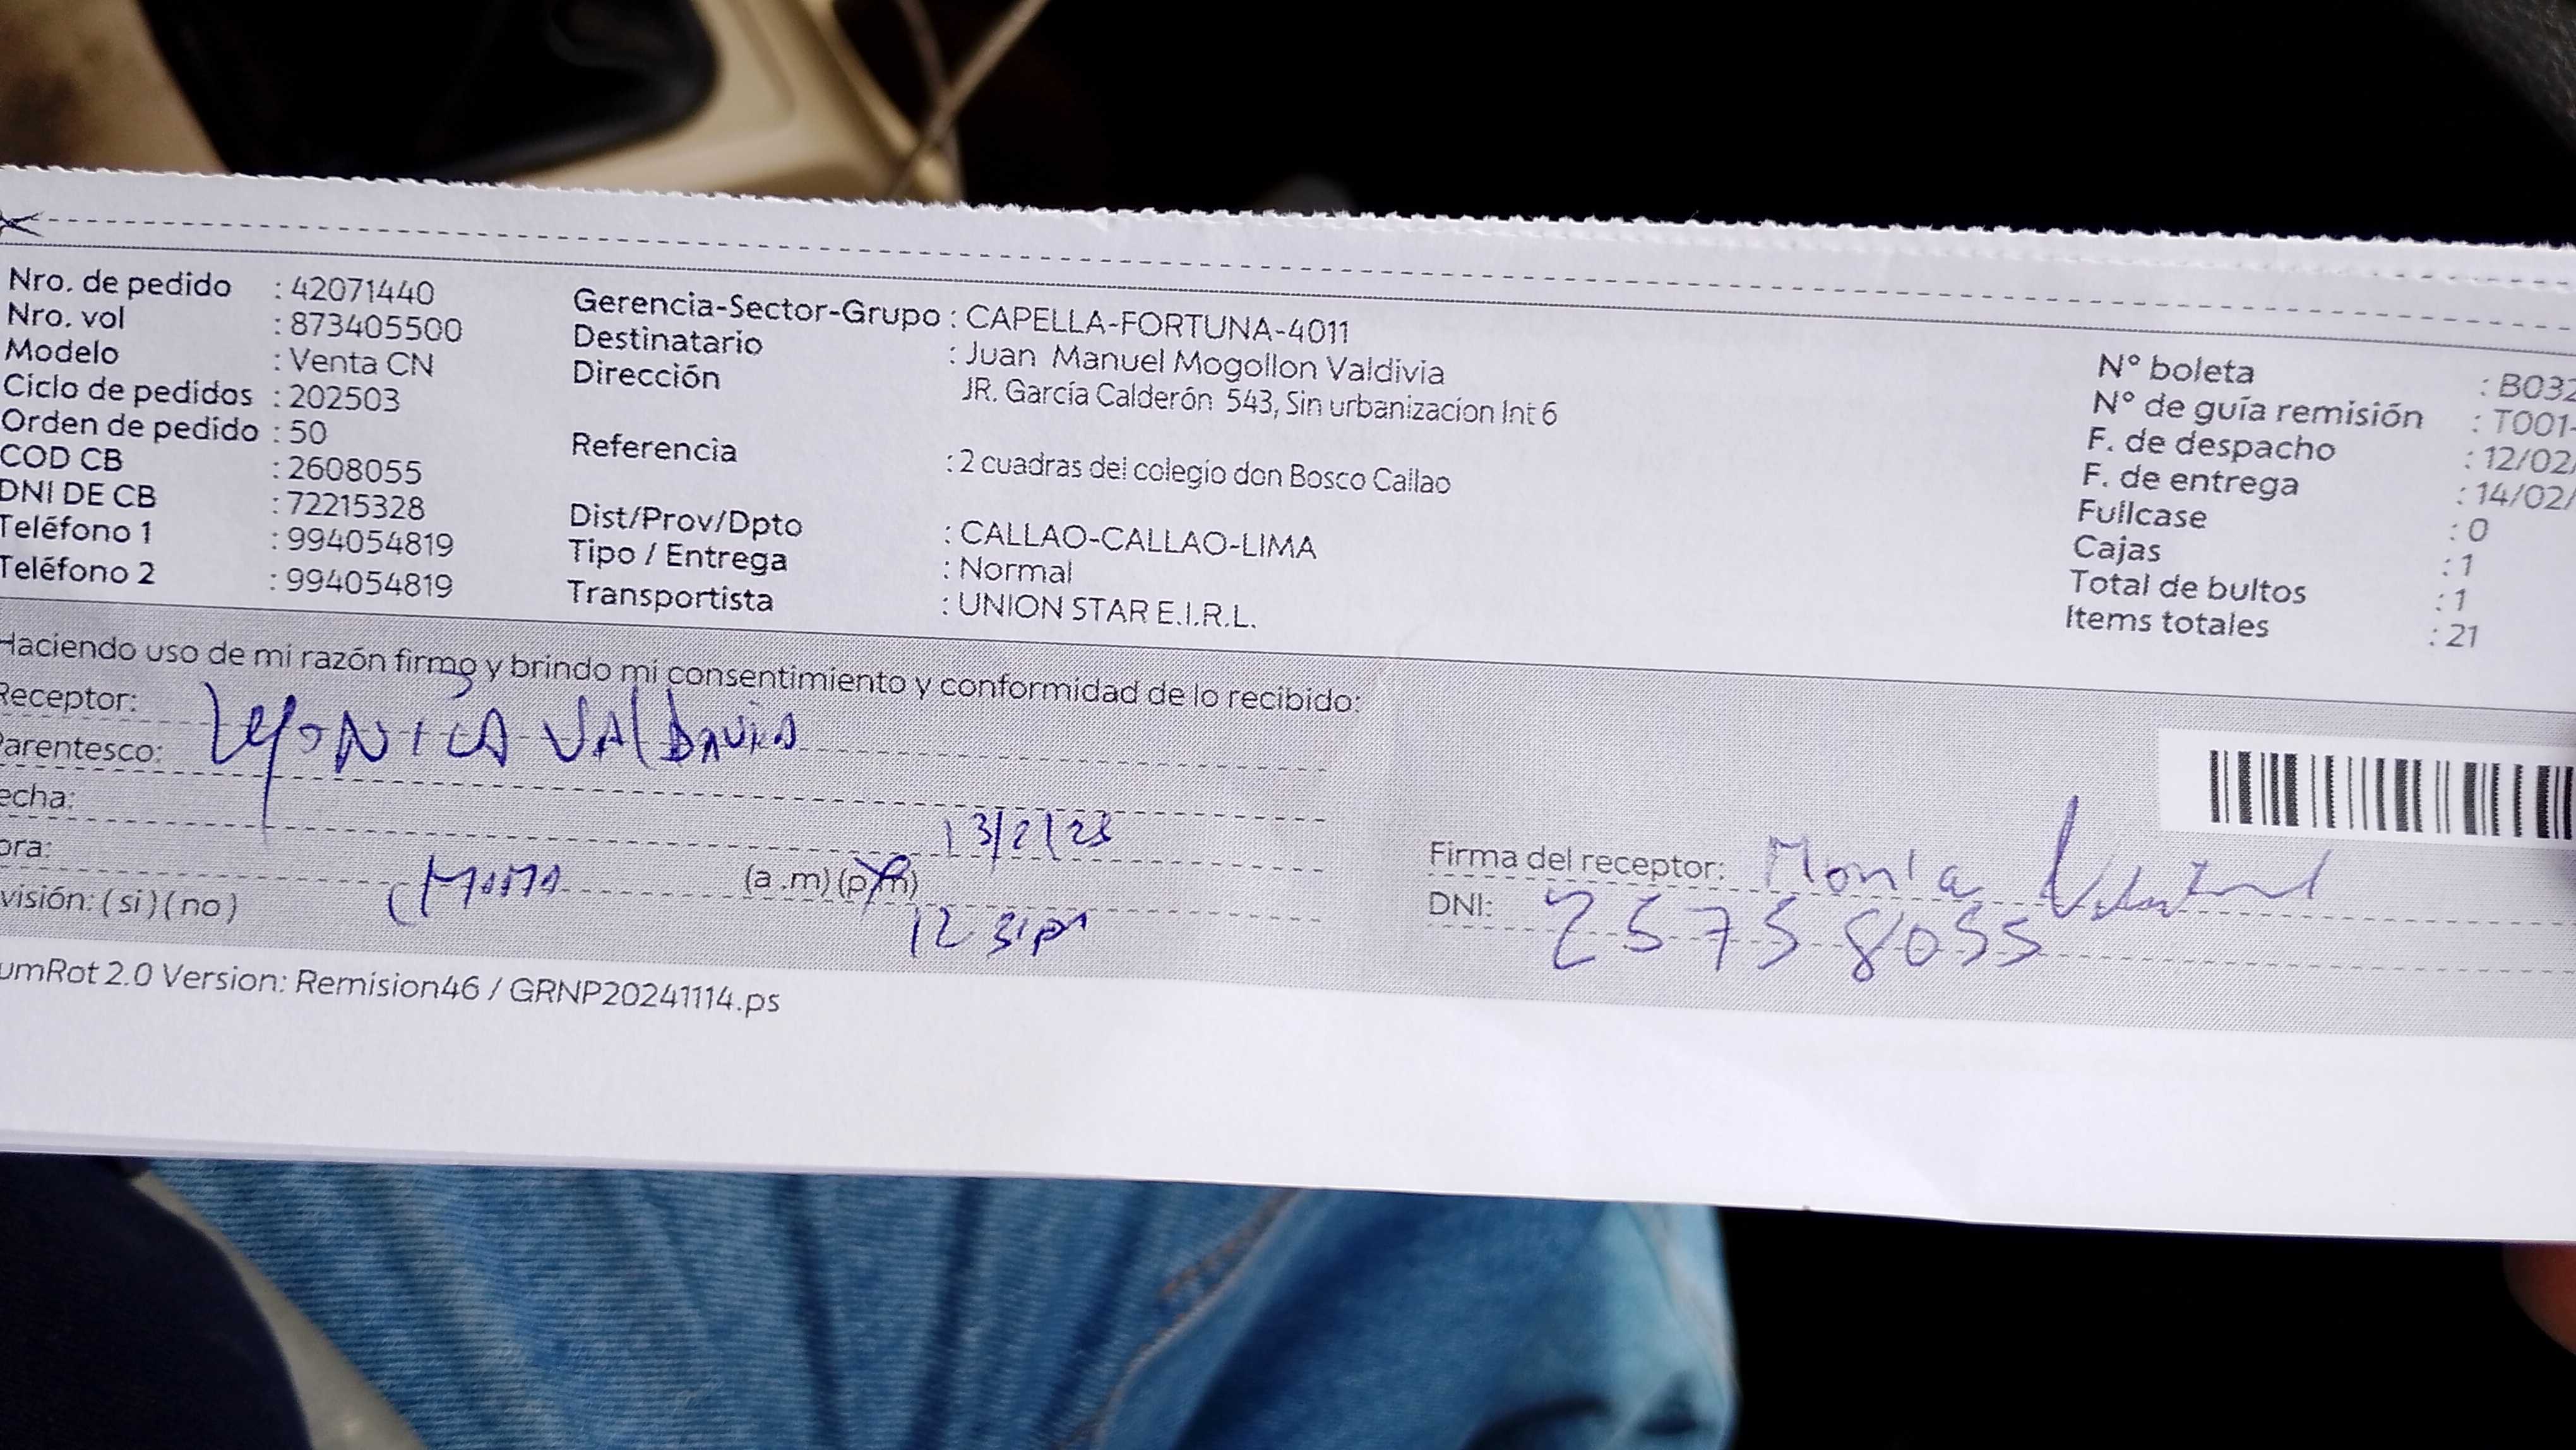 Nro. de pedido : 42071440
Nro. vol : 873405500
Modelo : Venta CN
Ciclo de pedidos : 202503
Orden de pedido : 50
COD CB : 2608055
DNI DE CB : 72215328
Teléfono 1 : 994054819
Teléfono 2 : 994054819
Gerencia-Sector-Grupo : CAPELLA-FORTUNA-4011
Destinatario : Juan Manuel Mogollon Valdivia
Dirección JR. García Calderón 543, Sin urbanizacion Int 6
Referencia : 2 cuadras del colegio don Bosco Callao
Dist/Prov/Dpto : CALLAO-CALLAO-LIMA
Tipo / Entrega : Normal
Transportista : UNION STAR E.I.R.L.
N° boleta : B032
N° de guía remisión : T001-
F. de despacho : 12/02/
F. de entrega : 14/02/
Fullcase : 0
Cajas : 1
Total de bultos : 1
Items totales : 21
Haciendo uso de mi razón firmo y brindo mi consentimiento y conformidad de lo recibido:
Receptor:
Parentesco:
echa: 13/2/
ora: (a.m) (p.m)
visión: ( si ) ( no )
Firma del receptor: Monica
DNI: 25758055
umRot 2.0 Version: Remision46 / GRNP20241114.ps